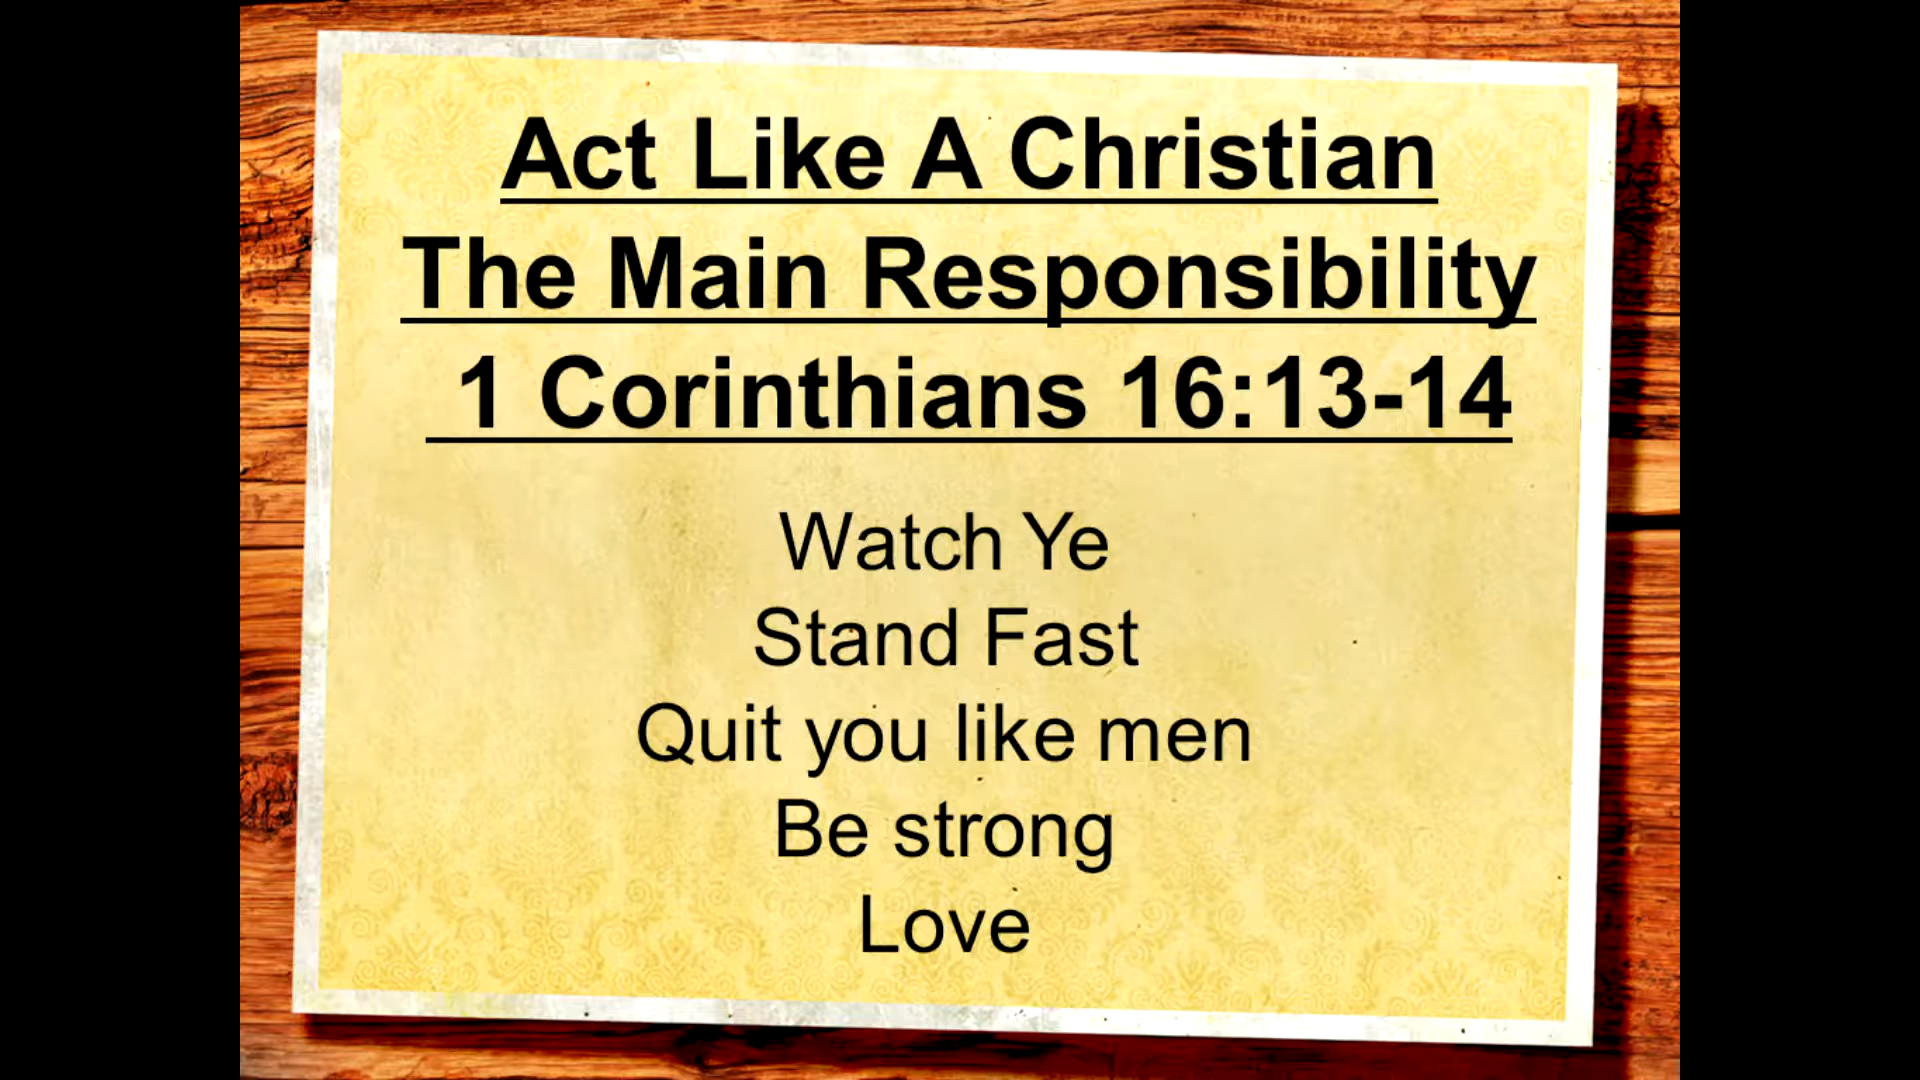 Act Like A Christian
The Main Responsibility
1 Corinthians 16:13-14
Watch Ye
Stand Fast
Quit you like men
Be strong
Love